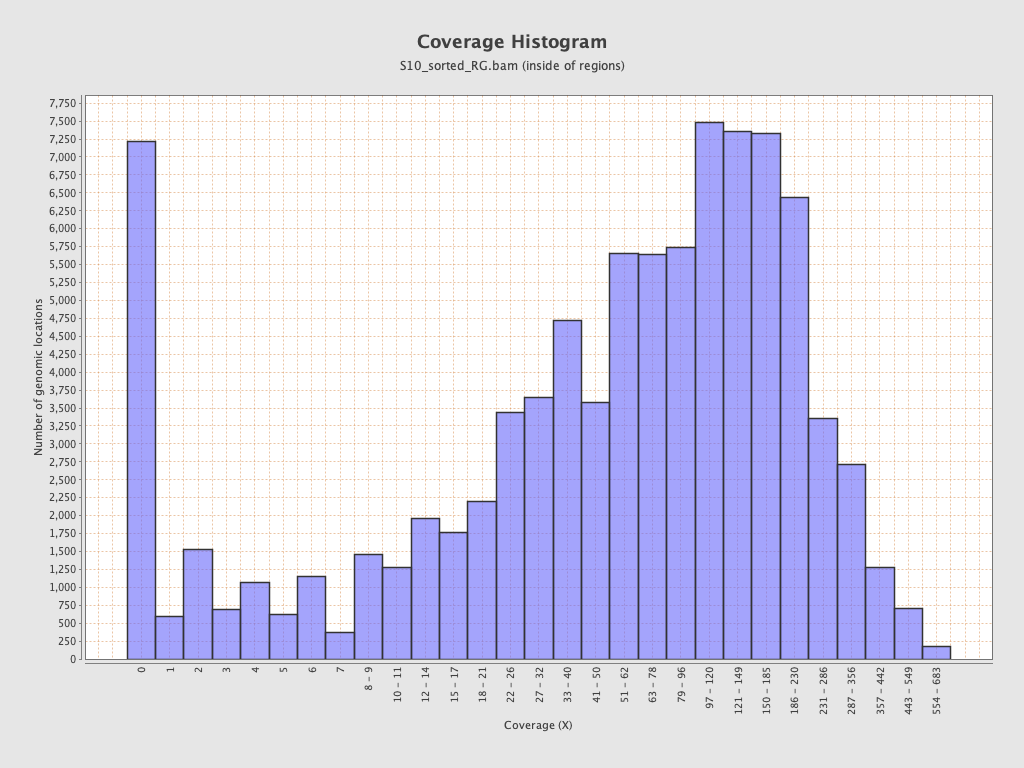 Coverage Histogram
S10_sorted_RG.bam (inside of regions)
Number of genomic locations
7,750
7,500
7,250
7,000
6,750
6,500
6,250
6,000
5,750
5,500
5,250
5,000
4,750
4,500
4,250
4,000
3,750
3,500
3,250
3,000
2,750
2,500
2,250
2,000
1,750
1,500
1,250
1,000
750
500
250
0
0
1
2
3
4
5
6
7
8 - 9
10 - 11
12 - 14
15 - 17
18 - 21
22 - 26
27 - 32
33 - 40
41 - 50
51 - 62
63 - 78
79 - 96
97 - 120
121 - 149
150 - 185
186 - 230
231 - 286
287 - 356
357 - 442
443 - 549
554 - 683
Coverage (X)